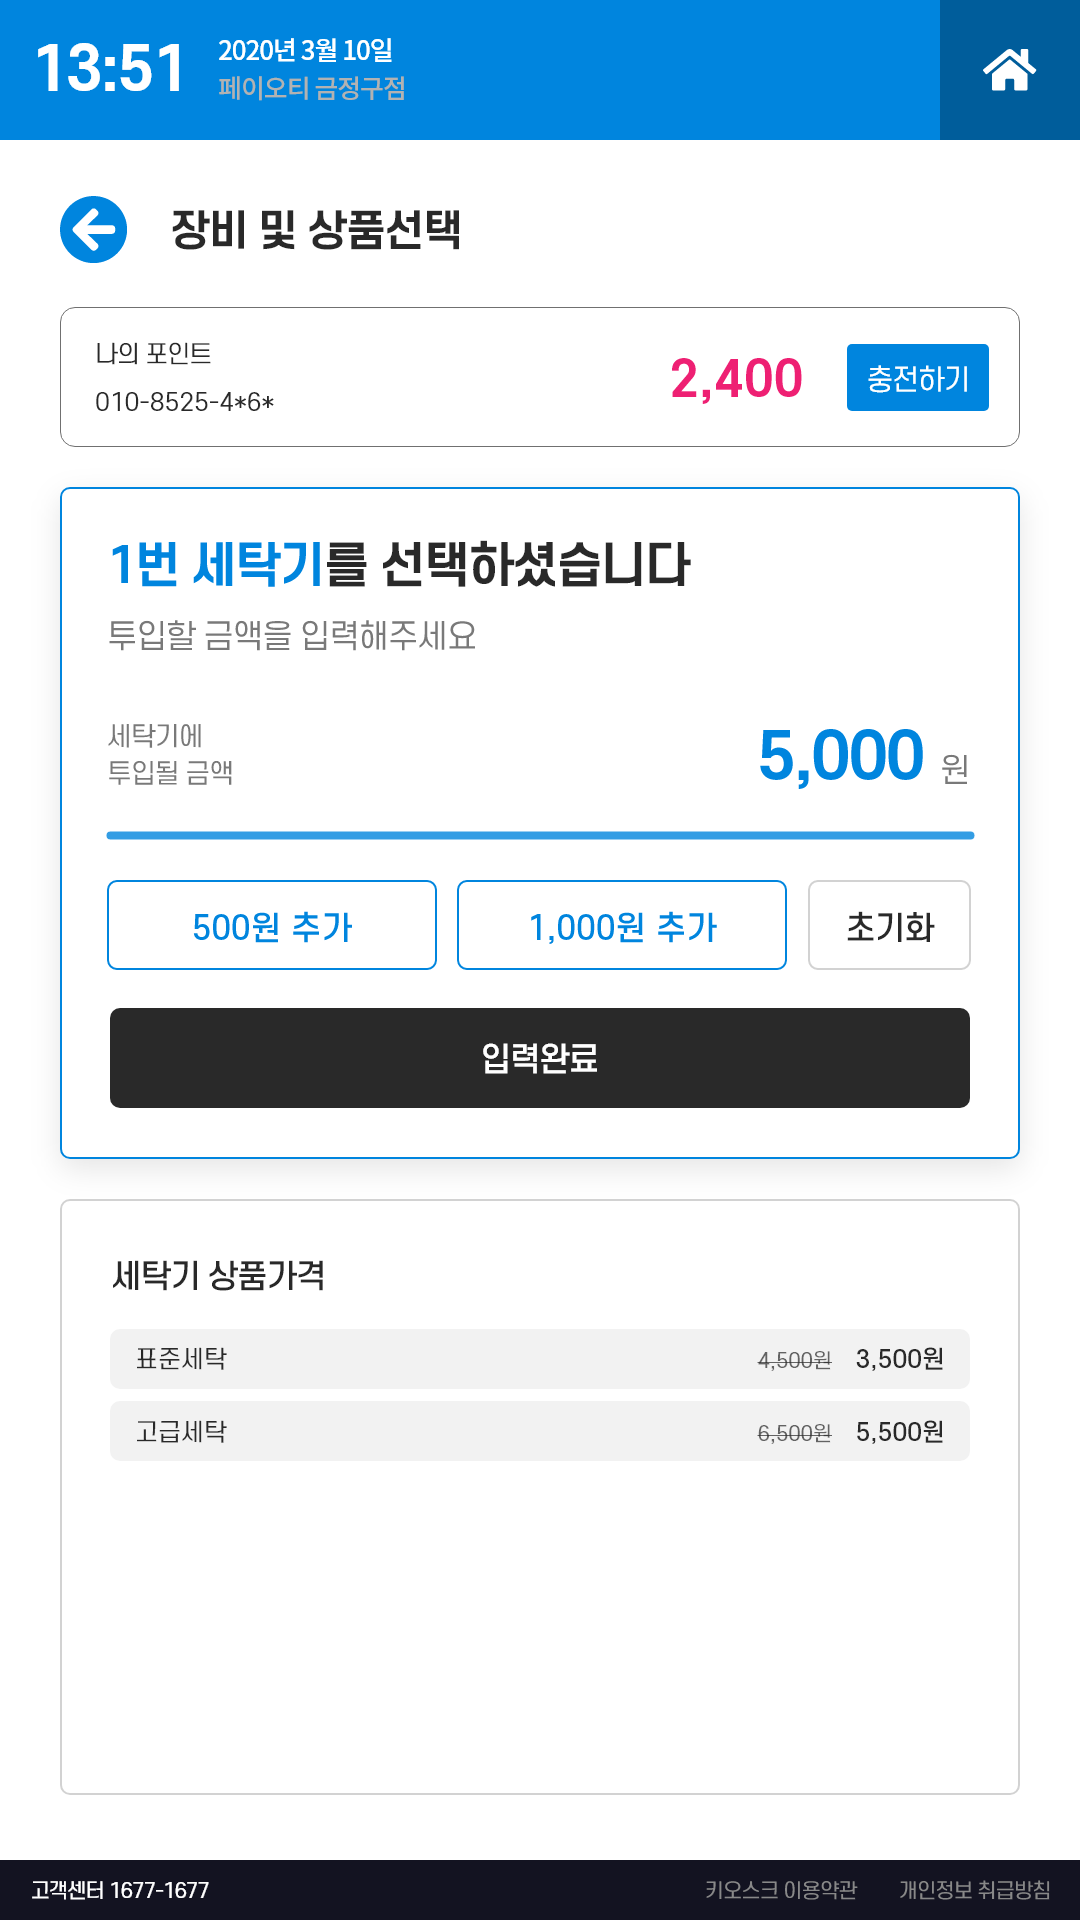 13:51
2020년 3월 10일
페이오티 금정구점
장비 및 상품선택
나의 포인트
010-8525-4*6*
2,400
충전하기
1번 세탁기를 선택하셨습니다
투입할 금액을 입력해주세요
세탁기에
투입될 금액
5,000 원
500원 추가
1,000원 추가
초기화
입력완료
세탁기 상품가격
표준세탁 4,500원 3,500원
고급세탁 6,500원 5,500원
고객센터 1677-1677
키오스크 이용약관
개인정보 취급방침